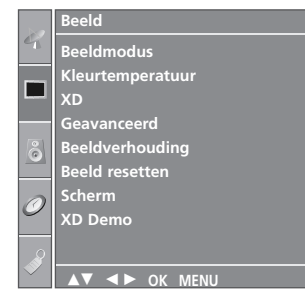 Beeld
Beeldmodus
Kleurtemperatuur
XD
Geavanceerd
Beeldverhouding
Beeld resetten
Scherm
XD Demo
▲▼ ◄► OK MENU